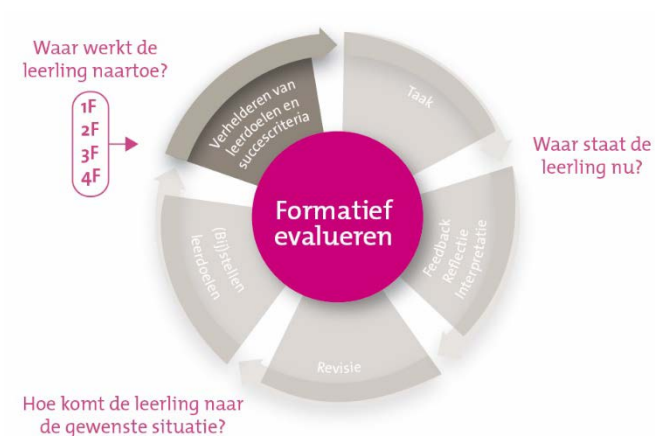 Waar werkt de
leerling naartoe?
1F
2F
3F
4F
Verhelderen van
leerdoelen en
succescriteria
Taak
Waar staat de
leerling nu?
Formatief
evalueren
Feedback
Reflectie
Interpretatie
(Bij)stellen
leerdoelen
Revisie
Hoe komt de leerling naar
de gewenste situatie?